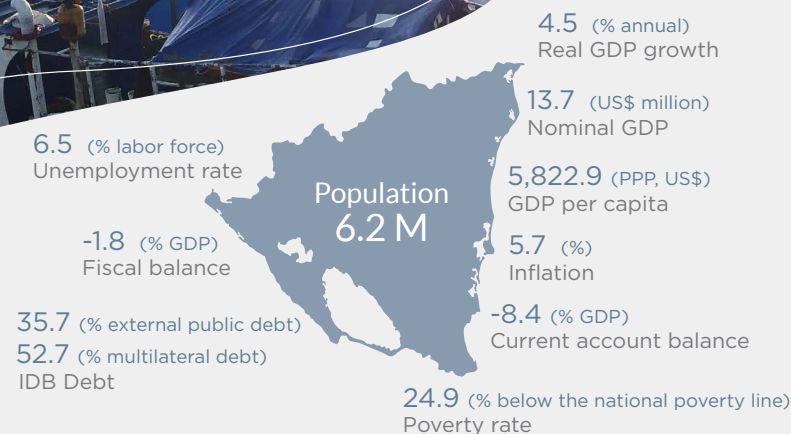 4.5 (% annual)
Real GDP growth
13.7 (US$ million)
Nominal GDP
6.5 (% labor force)
Unemployment rate
5,822.9 (PPP, US$)
GDP per capita
Population
6.2 M
-1.8 (% GDP)
Fiscal balance
5.7 (%)
Inflation
35.7 (% external public debt)
52.7 (% multilateral debt)
IDB Debt
-8.4 (% GDP)
Current account balance
24.9 (% below the national poverty line)
Poverty rate